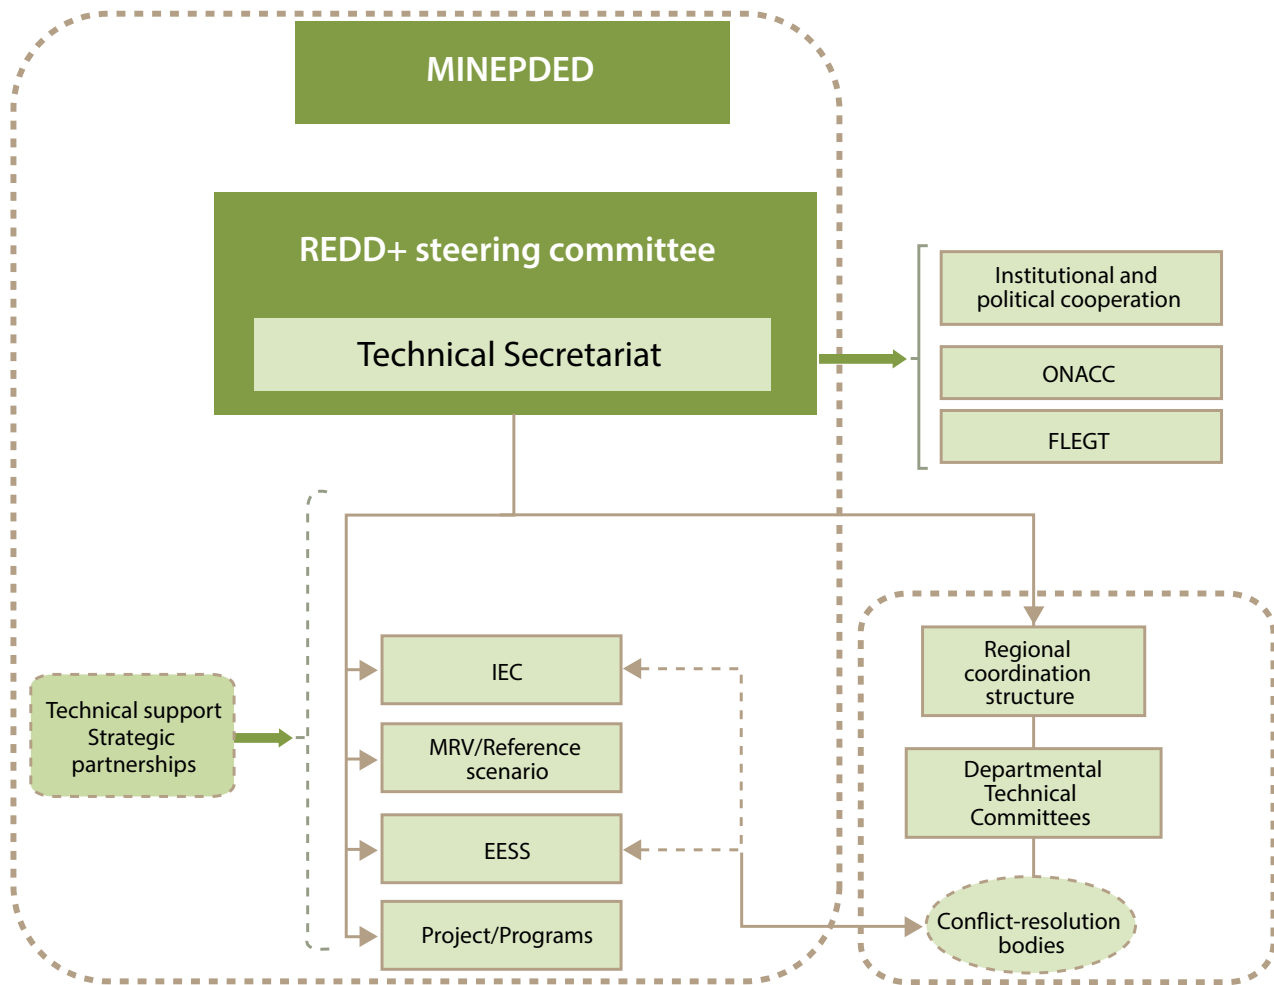 MINEPDED
REDD+ steering committee
Technical Secretariat
Institutional and
political cooperation
ONACC
FLEGT
Technical support
Strategic
partnerships
IEC
MRV/Reference
scenario
EESS
Project/Programs
Regional
coordination
structure
Departmental
Technical
Committees
Conflict-resolution
bodies